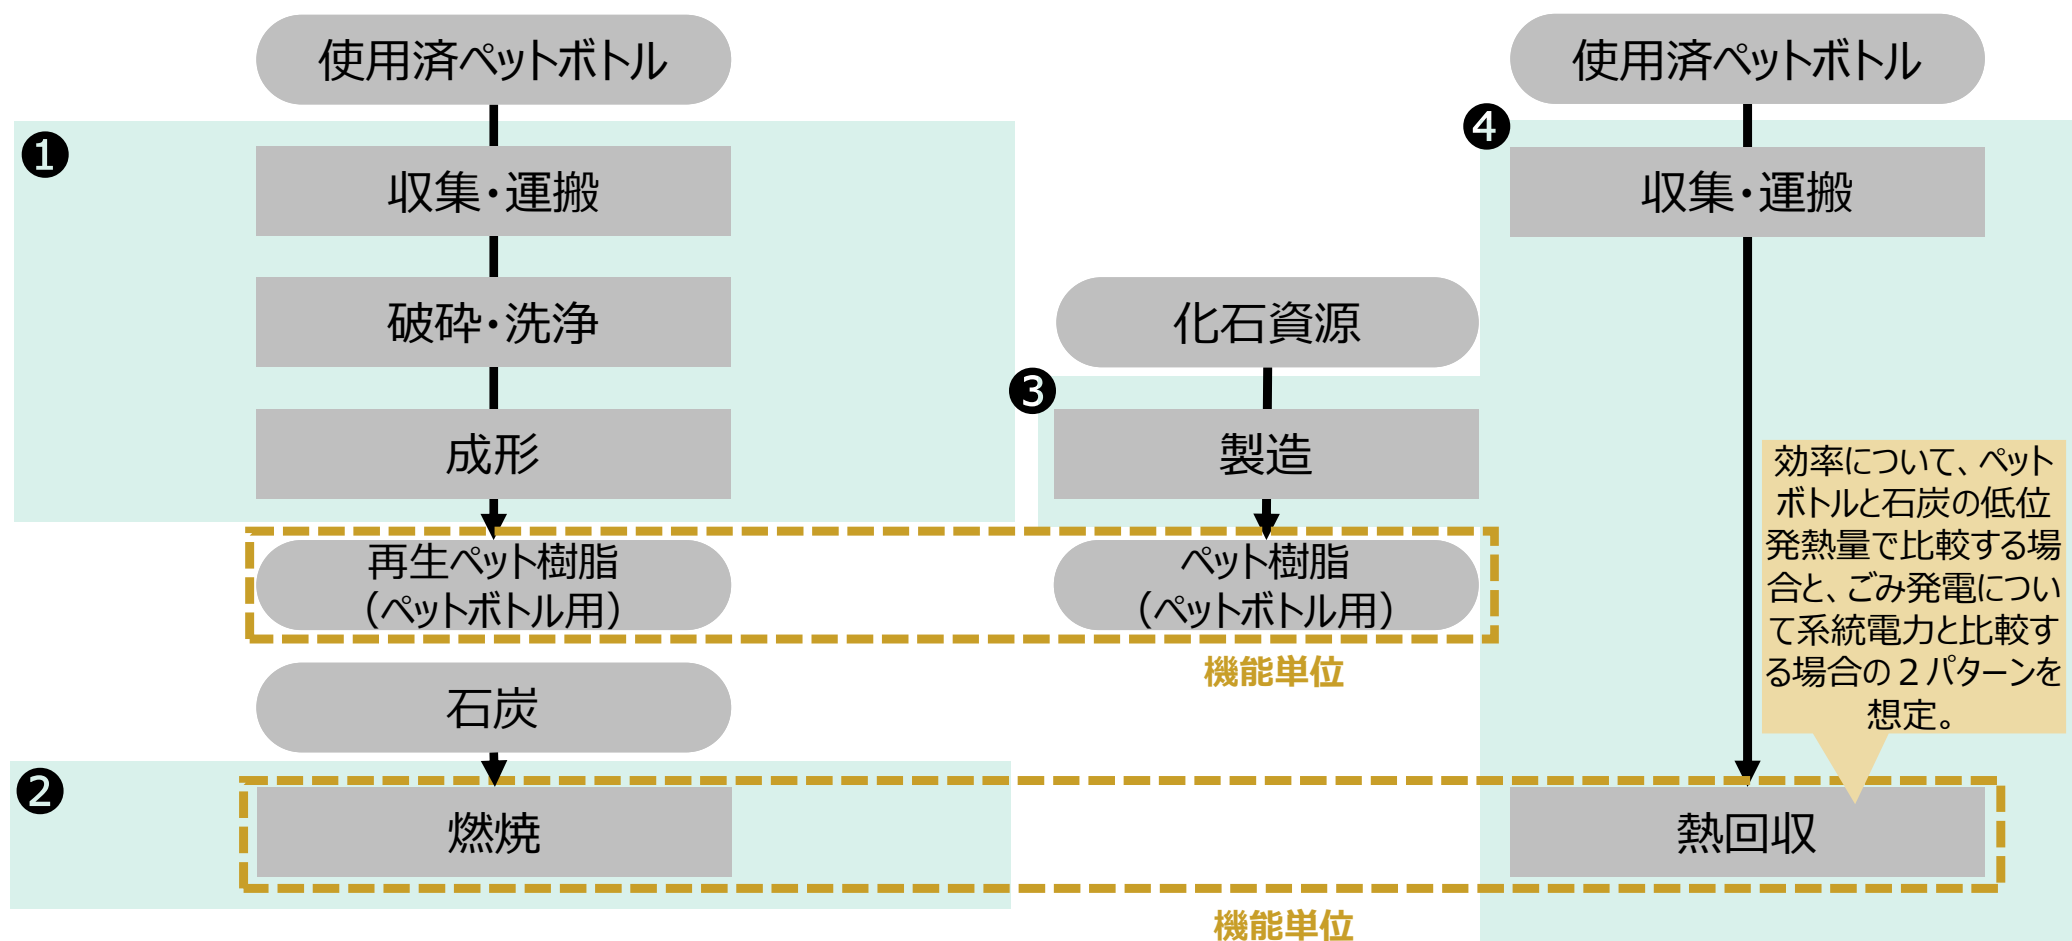 使用済ペットボトル
❶
収集・運搬
破砕・洗浄
成形
再生ペット樹脂
（ペットボトル用）
石炭
❷
燃焼
化石資源
❸
製造
ペット樹脂
（ペットボトル用）
機能単位
機能単位
使用済ペットボトル
❹
収集・運搬
効率について、ペット
ボトルと石炭の低位
発熱量で比較する場
合と、ごみ発電につい
て系統電力と比較す
る場合の２パターンを
想定。
熱回収